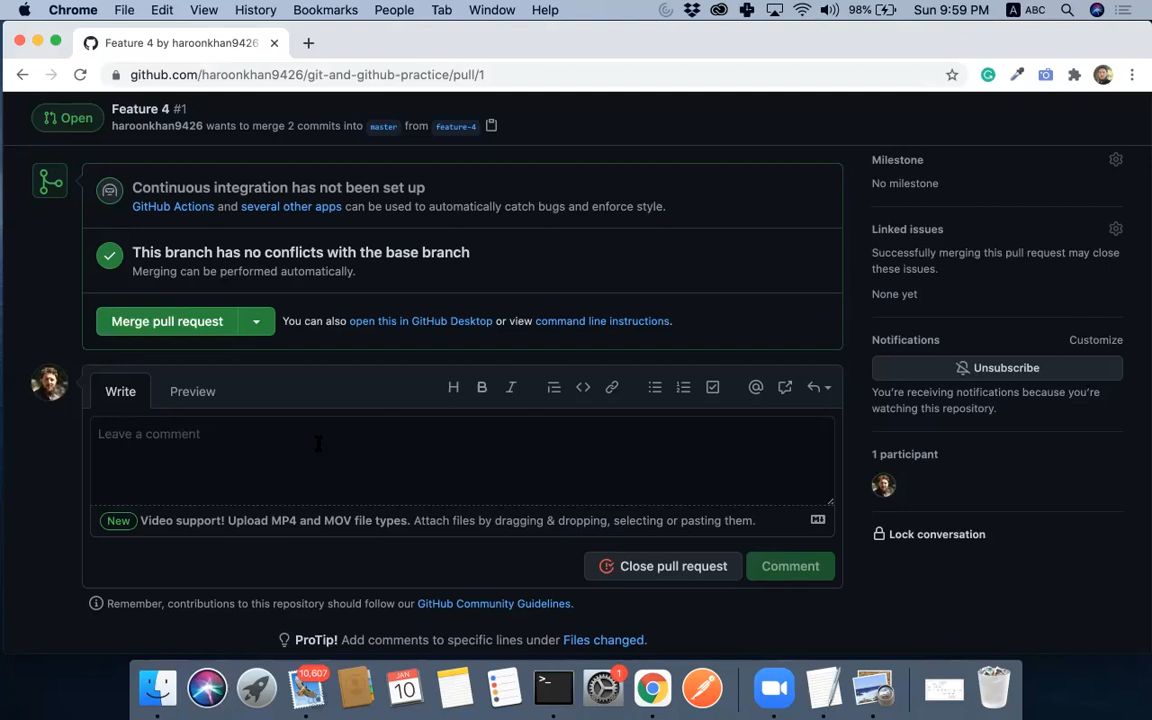 Chrome File Edit View History Bookmarks People Tab Window Help 98% Sun 9:59 PM A ABC
Feature 4 by haroonkhan9426
github.com/haroonkhan9426/git-and-github-practice/pull/1
Open
Feature 4 #1
haroonkhan9426 wants to merge 2 commits into master from feature-4
Continuous integration has not been set up
GitHub Actions and several other apps can be used to automatically catch bugs and enforce style.
This branch has no conflicts with the base branch
Merging can be performed automatically.
Merge pull request
You can also open this in GitHub Desktop or view command line instructions.
Write Preview
Leave a comment
New Video support! Upload MP4 and MOV file types. Attach files by dragging & dropping, selecting or pasting them.
Close pull request Comment
Remember, contributions to this repository should follow our GitHub Community Guidelines.
ProTip! Add comments to specific lines under Files changed.
Milestone
No milestone
Linked issues
Successfully merging this pull request may close
these issues.
None yet
Notifications Customize
Unsubscribe
You're receiving notifications because you're
watching this repository.
1 participant
Lock conversation
10,607
JAN
10
1